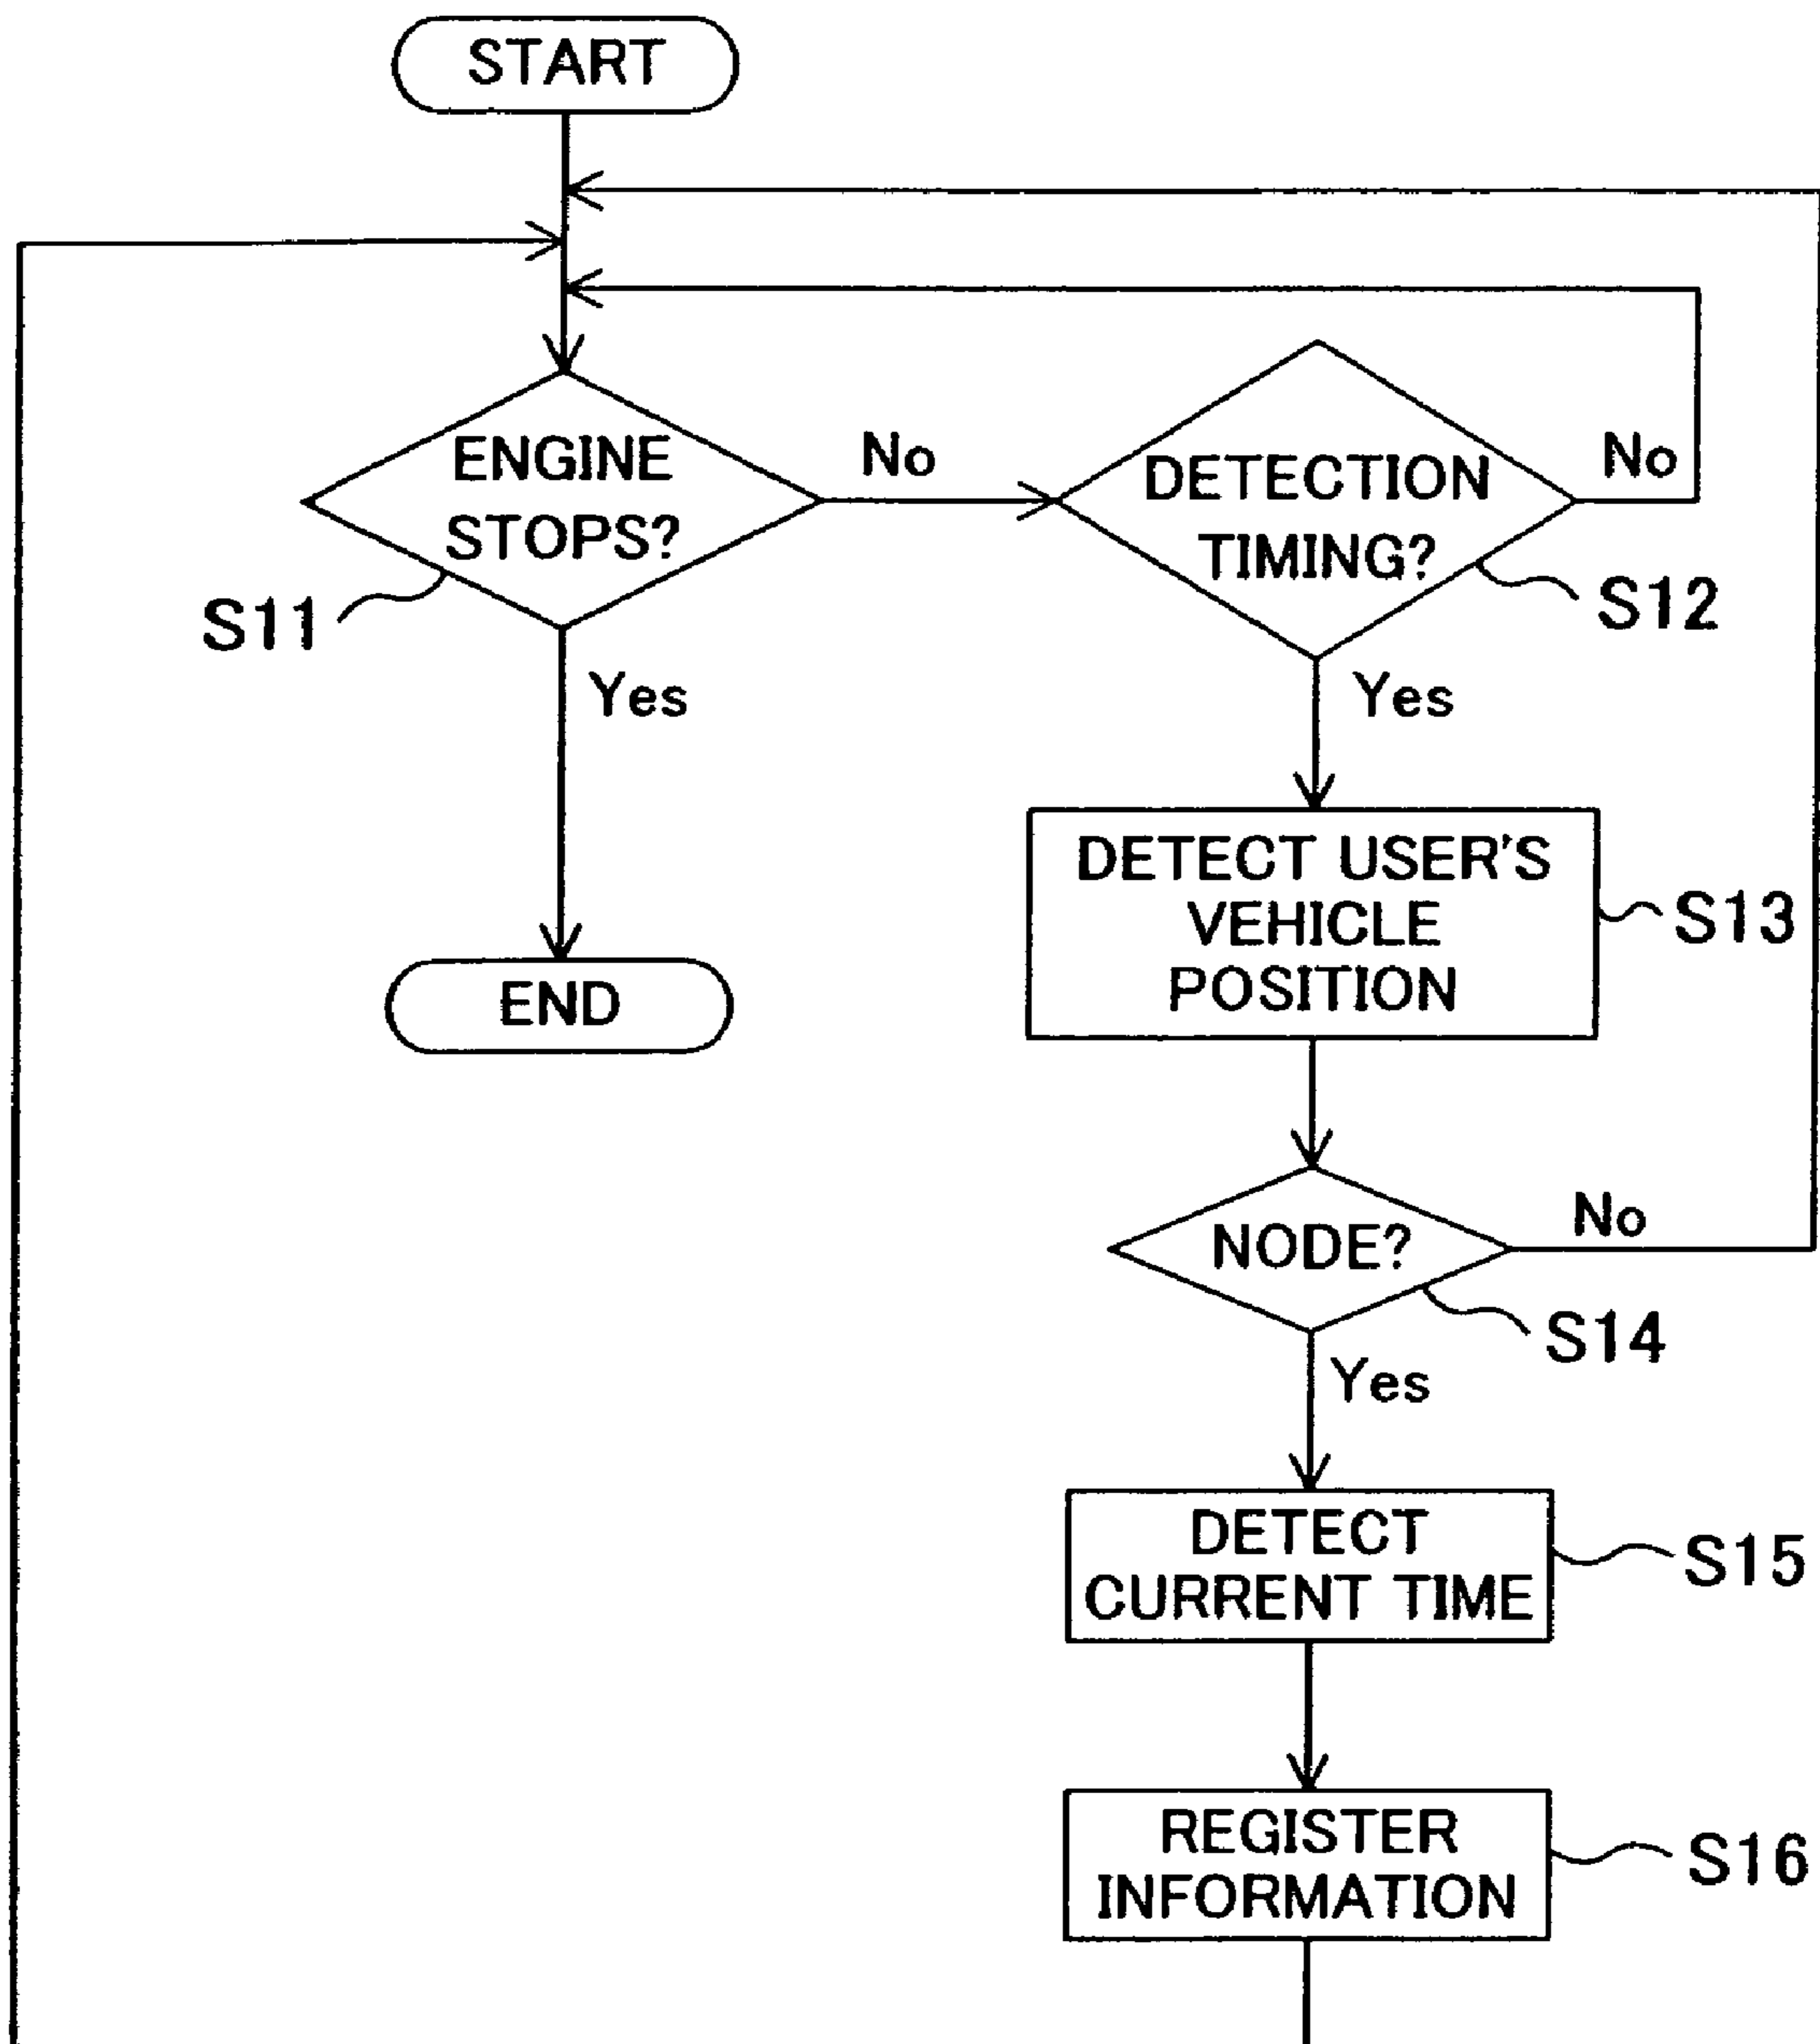 START
ENGINE
STOPS?
No
S11
Yes
DETECTION
TIMING?
No
S12
Yes
DETECT USER'S
VEHICLE
POSITION
S13
END
NODE?
No
S14
Yes
DETECT
CURRENT TIME
S15
REGISTER
INFORMATION
S16